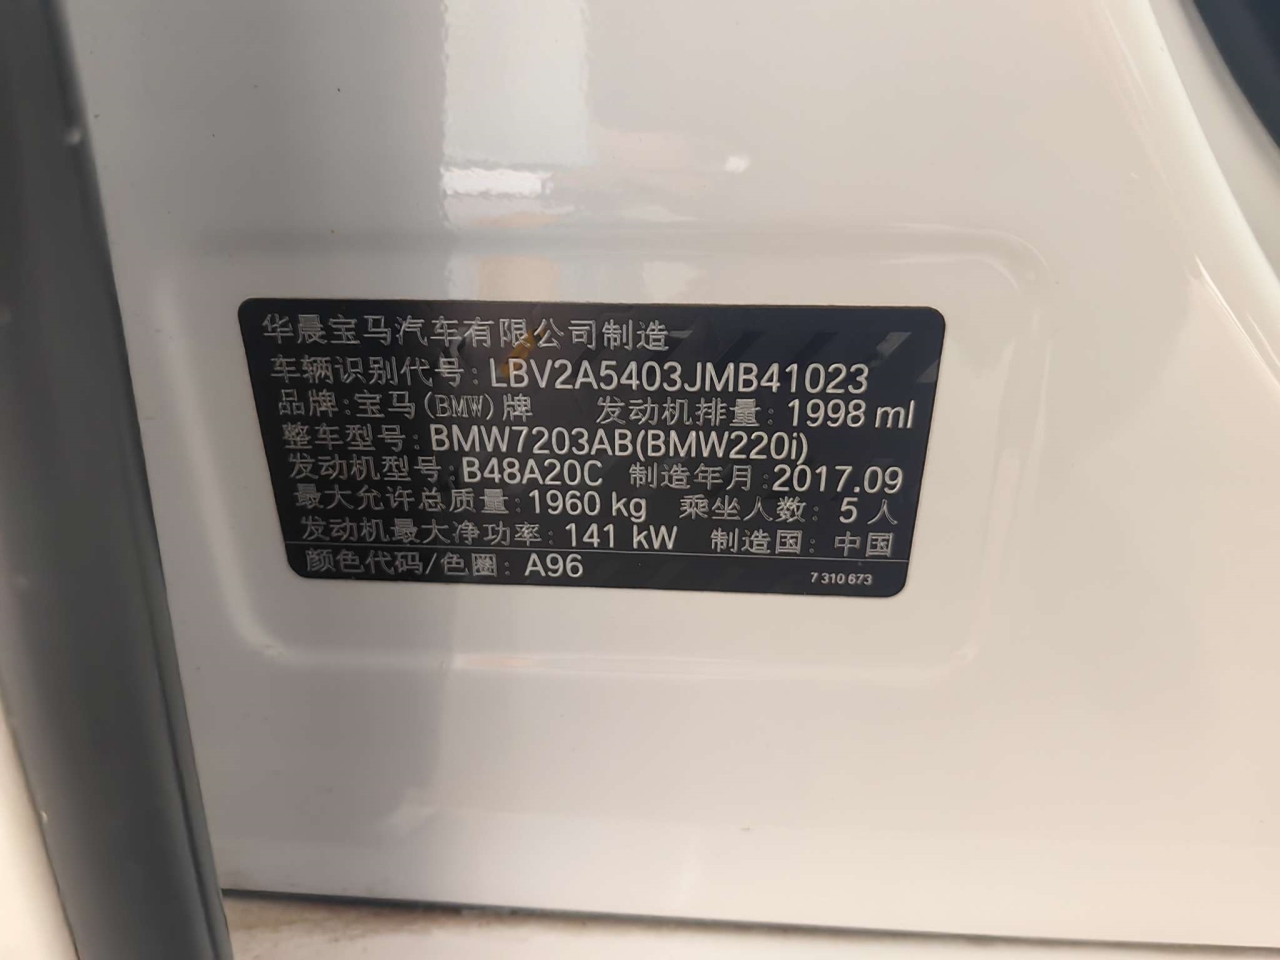 华晨宝马汽车有限公司制造
车辆识别代号: LBV2A5403JMB41023
品牌: 宝马(BMW)牌 发动机排量: 1998 ml
整车型号: BMW7203AB(BMW220i)
发动机型号: B48A20C 制造年月: 2017.09
最大允许总质量: 1960 kg 乘坐人数: 5 人
发动机最大净功率: 141 kW 制造国: 中国
颜色代码/色圈: A96 7 310 673